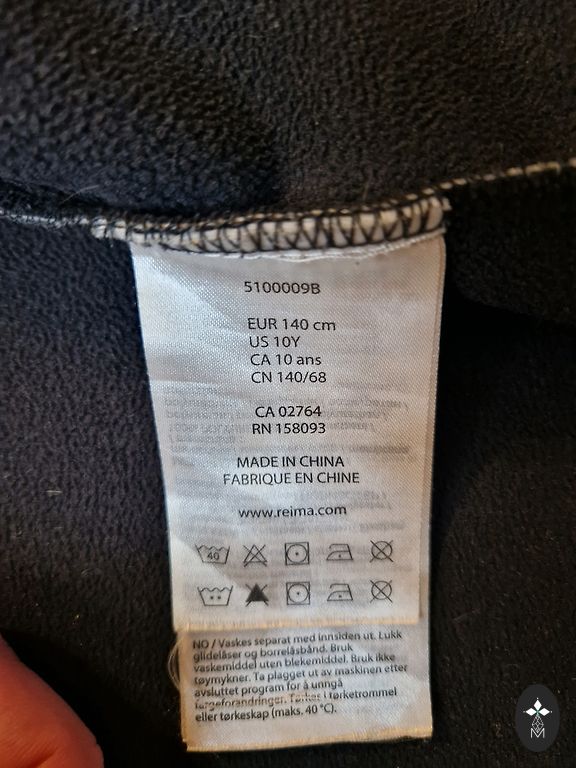 5100009B
EUR 140 cm
US 10Y
CA 10 ans
CN 140/68
CA 02764
RN 158093
MADE IN CHINA
FABRIQUE EN CHINE
www.reima.com
40
NO / Vaskes separat med innsiden ut. Lukk
glidelåser og borrelåsbånd. Bruk
vaskemiddel uten blekemiddel. Bruk ikke
tøymykner. Ta plagget ut av maskinen etter
avsluttet program for å unngå
fargeforandringer. Tørkes i tørketrommel
eller tørkeskap (maks. 40 °C).
M